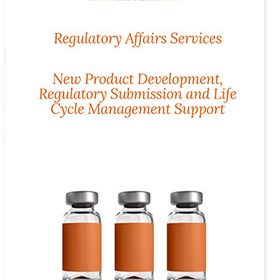 Regulatory Affairs Services
New Product Development,
Regulatory Submission and Life
Cycle Management Support